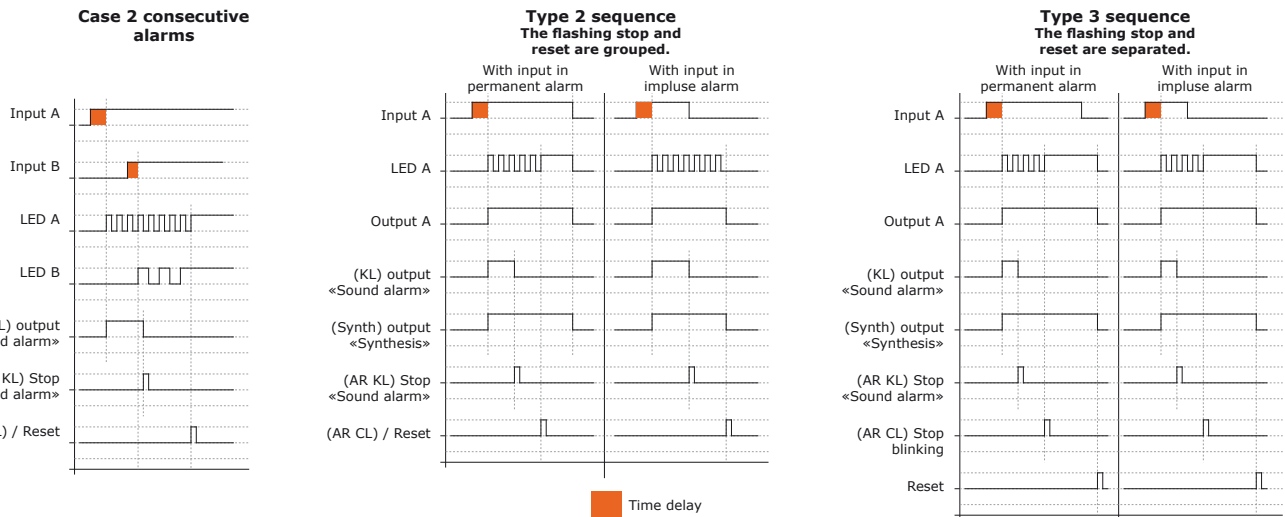 Case 2 consecutive
alarms
Input A
Input B
LED A
LED B
L) output
d alarm»
KL) Stop
d alarm»
L) / Reset
Type 2 sequence
The flashing stop and
reset are grouped.
With input in
permanent alarm
With input in
impluse alarm
Input A
LED A
Output A
(KL) output
«Sound alarm»
(Synth) output
«Synthesis»
(AR KL) Stop
«Sound alarm»
(AR CL) / Reset
Time delay
Type 3 sequence
The flashing stop and
reset are separated.
With input in
permanent alarm
With input in
impluse alarm
Input A
LED A
Output A
(KL) output
«Sound alarm»
(Synth) output
«Synthesis»
(AR KL) Stop
«Sound alarm»
(AR CL) Stop
blinking
Reset